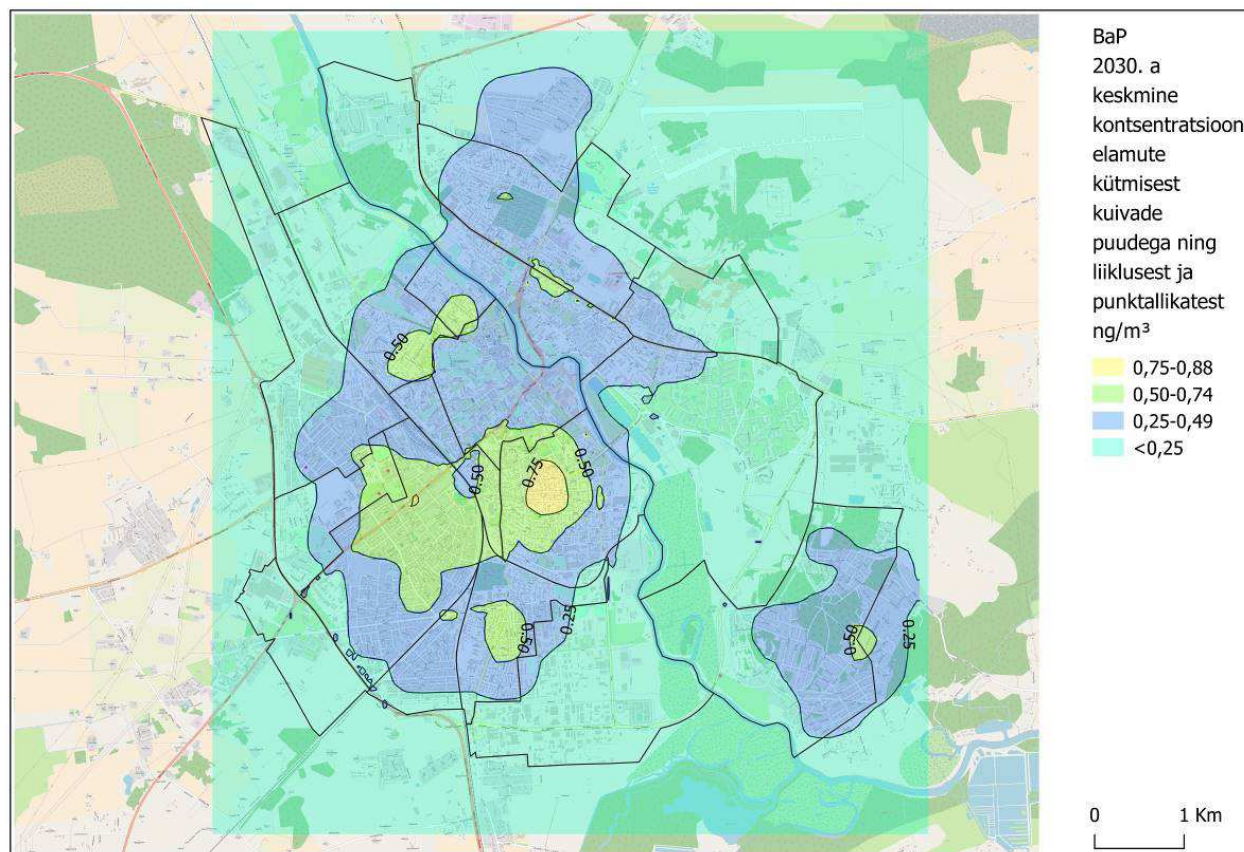 BaP
2030. a
keskmine
kontsentratsioon
elamute
kütmisest
kuivade
puudega ning
liiklusest ja
punktallikatest
ng/m³
0,75-0,88
0,50-0,74
0,25-0,49
<0,25
0.50
0.50
0.75
0.50
0.50
0.25
0.50
0.25
0 1 Km